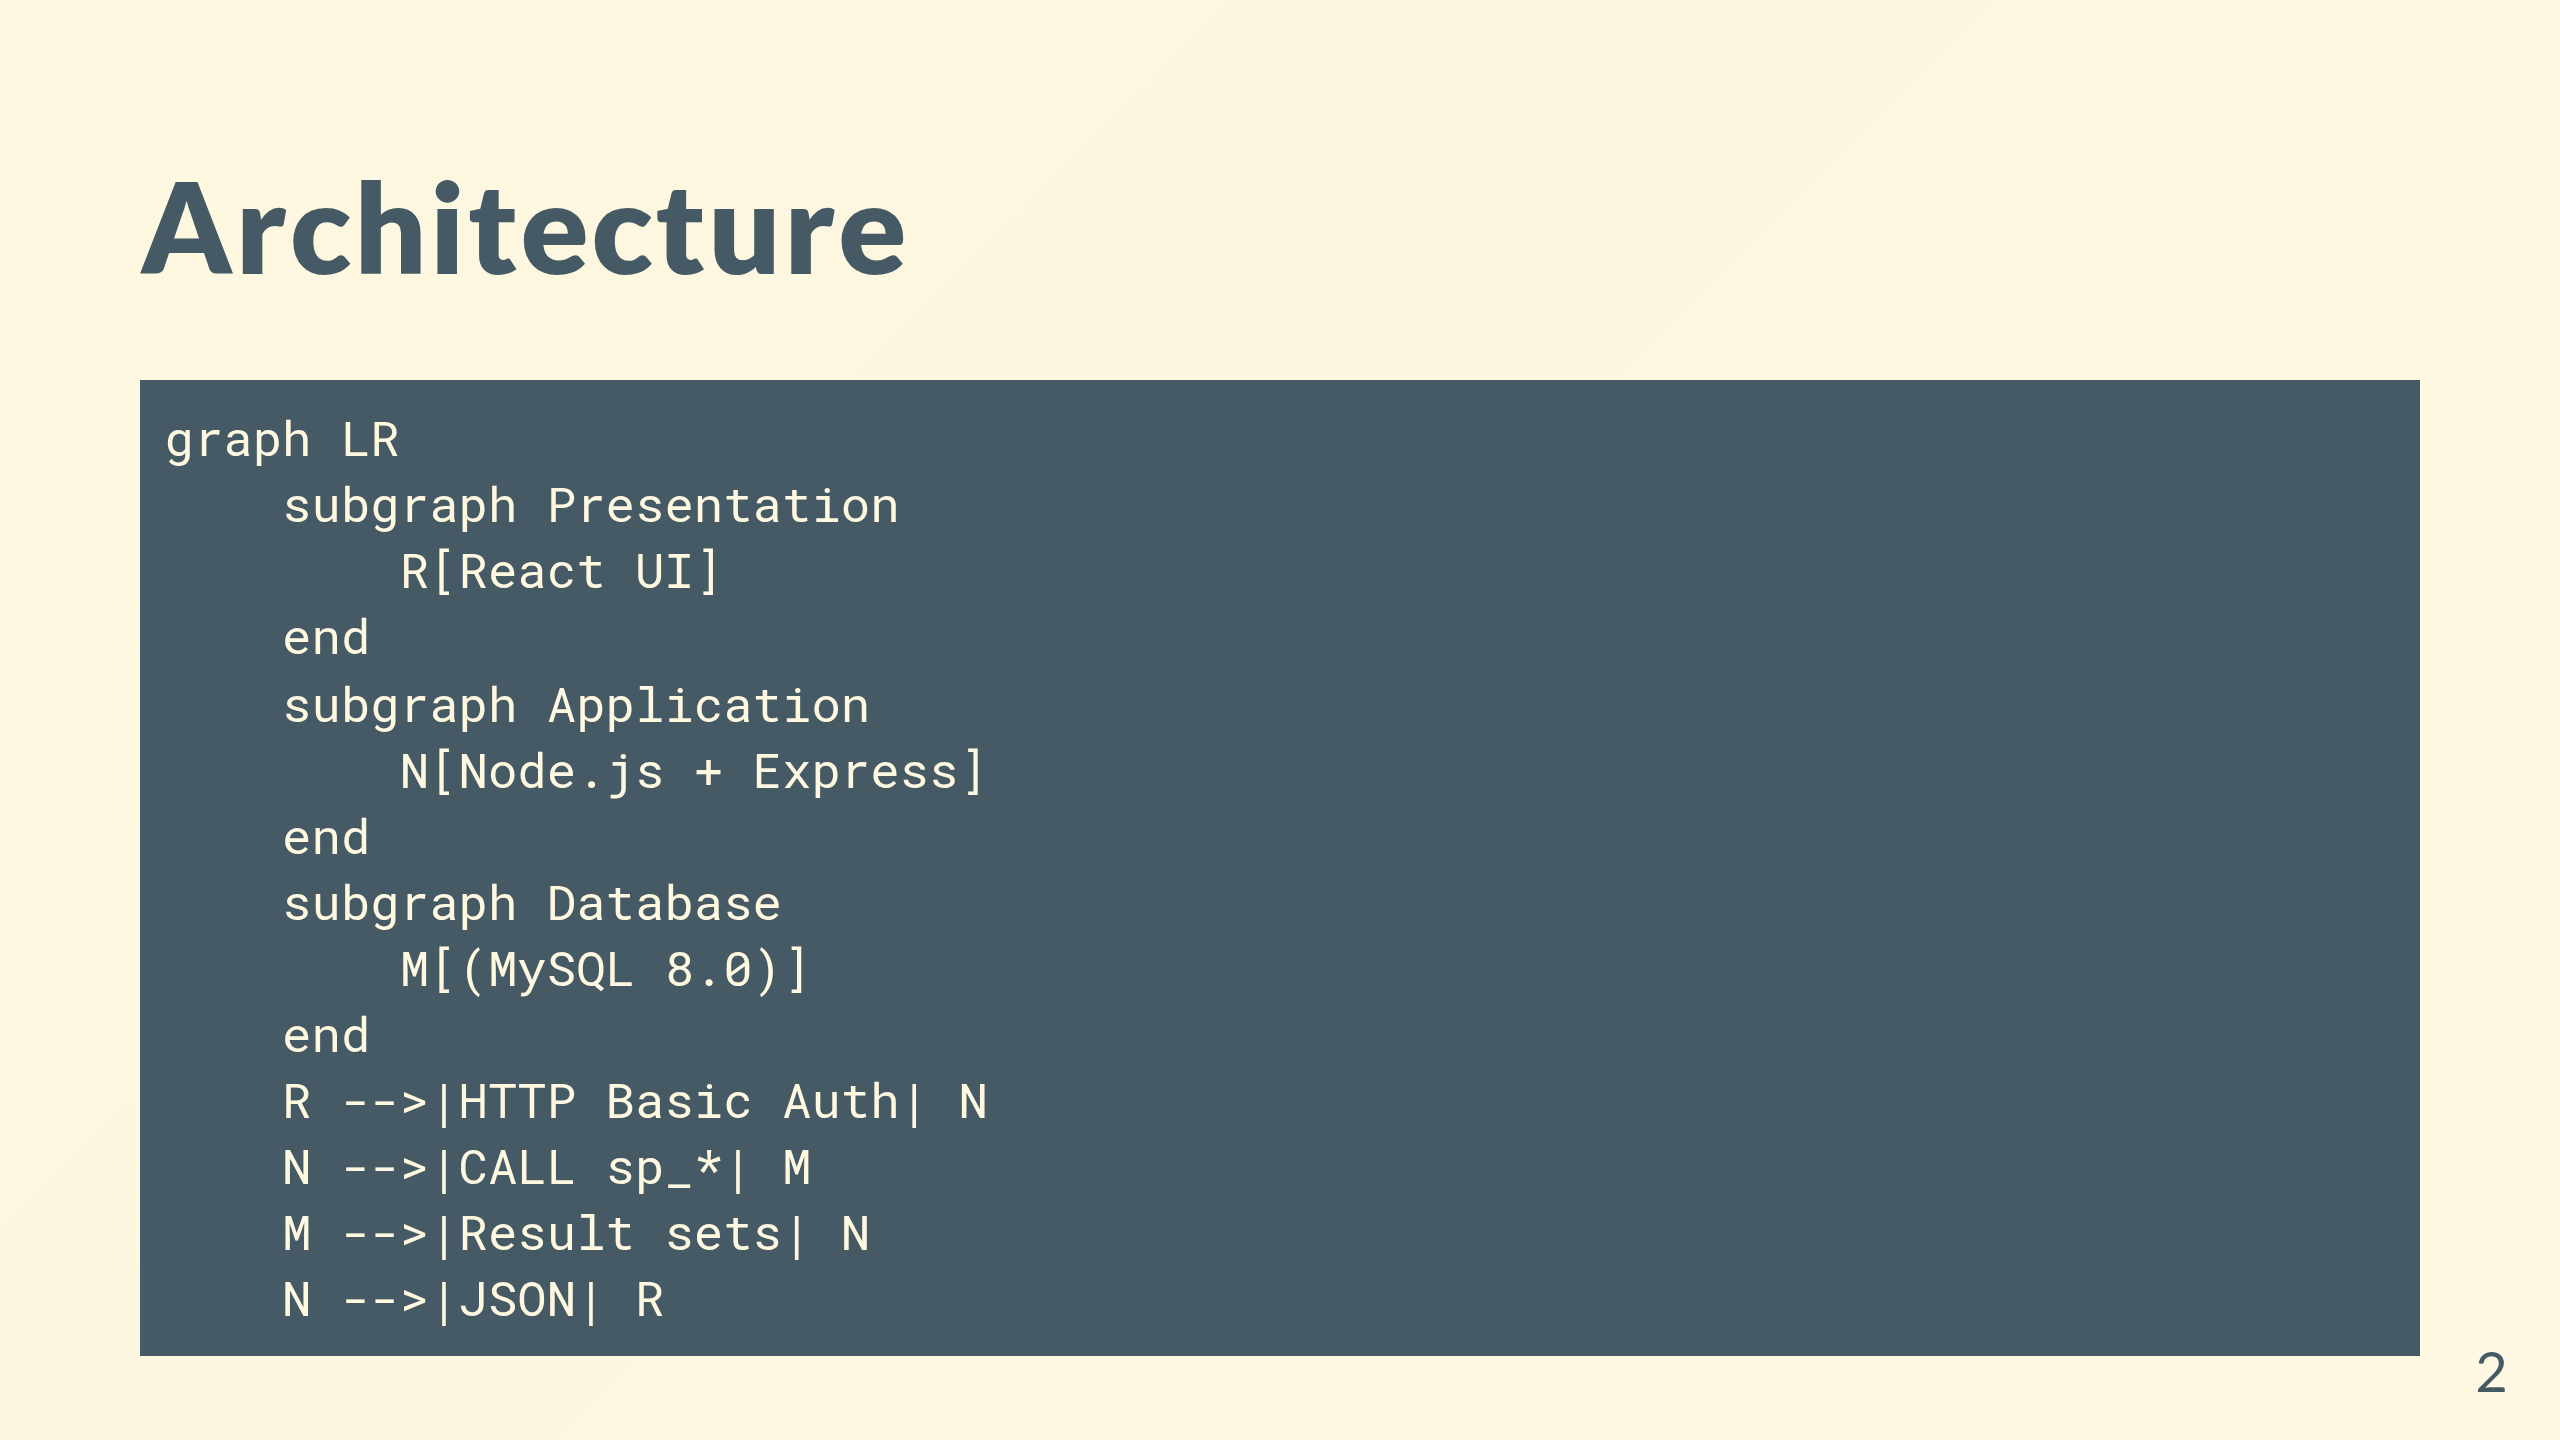 Architecture
graph LR
    subgraph Presentation
        R[React UI]
    end
    subgraph Application
        N[Node.js + Express]
    end
    subgraph Database
        M[(MySQL 8.0)]
    end
    R -->|HTTP Basic Auth| N
    N -->|CALL sp_*| M
    M -->|Result sets| N
    N -->|JSON| R
2